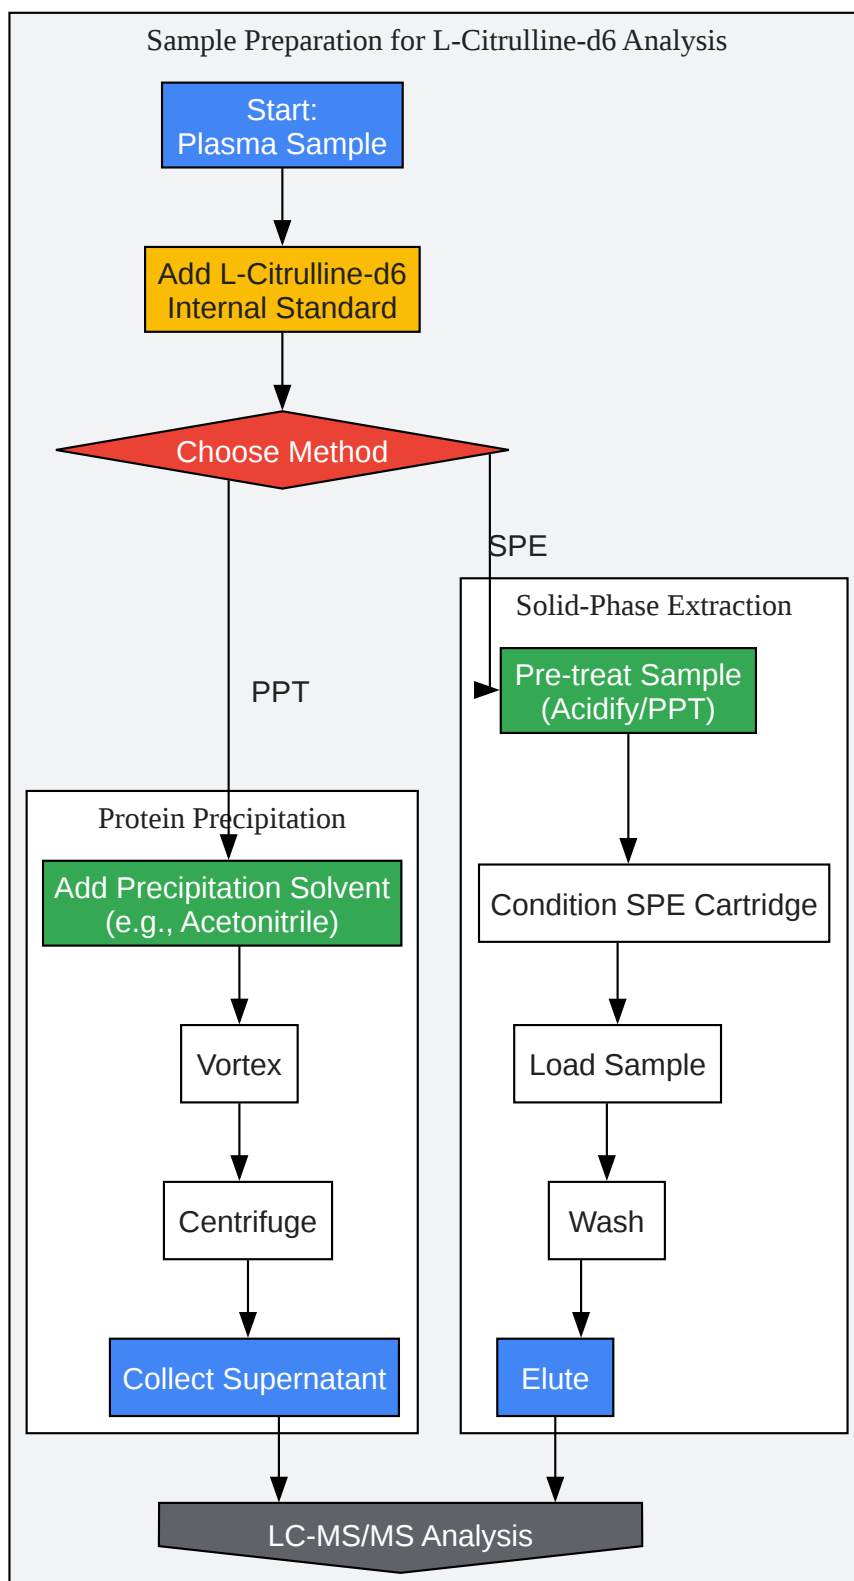 Sample Preparation for L-Citrulline-d6 Analysis
Start:
Plasma Sample
Add L-Citrulline-d6
Internal Standard
Choose Method
SPE
PPT
Solid-Phase Extraction
Pre-treat Sample
(Acidify/PPT)
Condition SPE Cartridge
Load Sample
Wash
Elute
Protein Precipitation
Add Precipitation Solvent
(e.g., Acetonitrile)
Vortex
Centrifuge
Collect Supernatant
LC-MS/MS Analysis